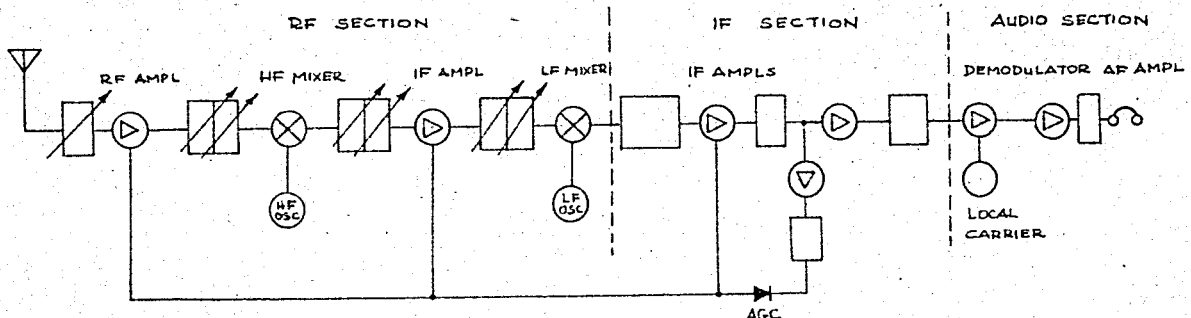 RF SECTION
IF SECTION
AUDIO SECTION
RF AMPL
HF MIXER
IF AMPL
LF MIXER
IF AMPLS
DEMODULATOR AF AMPL
HF
OSC
LF
OSC
LOCAL
CARRIER
AGC